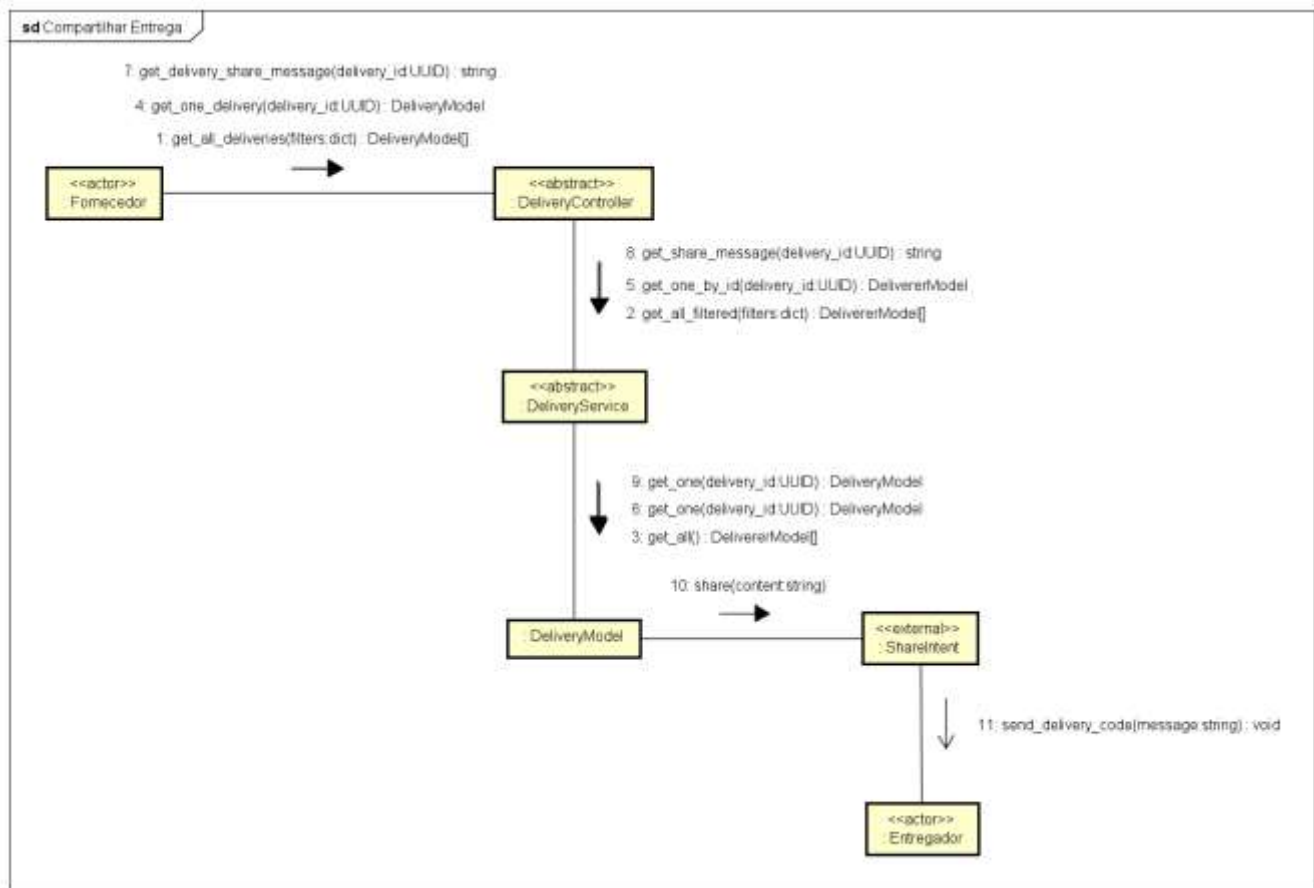 sd Compartilhar Entrega
7: get_delivery_share_message(delivery_id:UUID) : string
4: get_one_delivery(delivery_id:UUID) : DeliveryModel
1: get_all_deliveries(filters:dict) : DeliveryModel[]
<<actor>>
: Fornecedor
<<abstract>>
: DeliveryController
8: get_share_message(delivery_id:UUID) : string
5: get_one_by_id(delivery_id:UUID) : DelivererModel
2: get_all_filtered(filters:dict) : DelivererModel[]
<<abstract>>
: DeliveryService
9: get_one(delivery_id:UUID) : DeliveryModel
6: get_one(delivery_id:UUID) : DeliveryModel
3: get_all() : DelivererModel[]
10: share(content:string)
: DeliveryModel
<<external>>
: ShareIntent
11: send_delivery_code(message:string) : void
<<actor>>
: Entregador